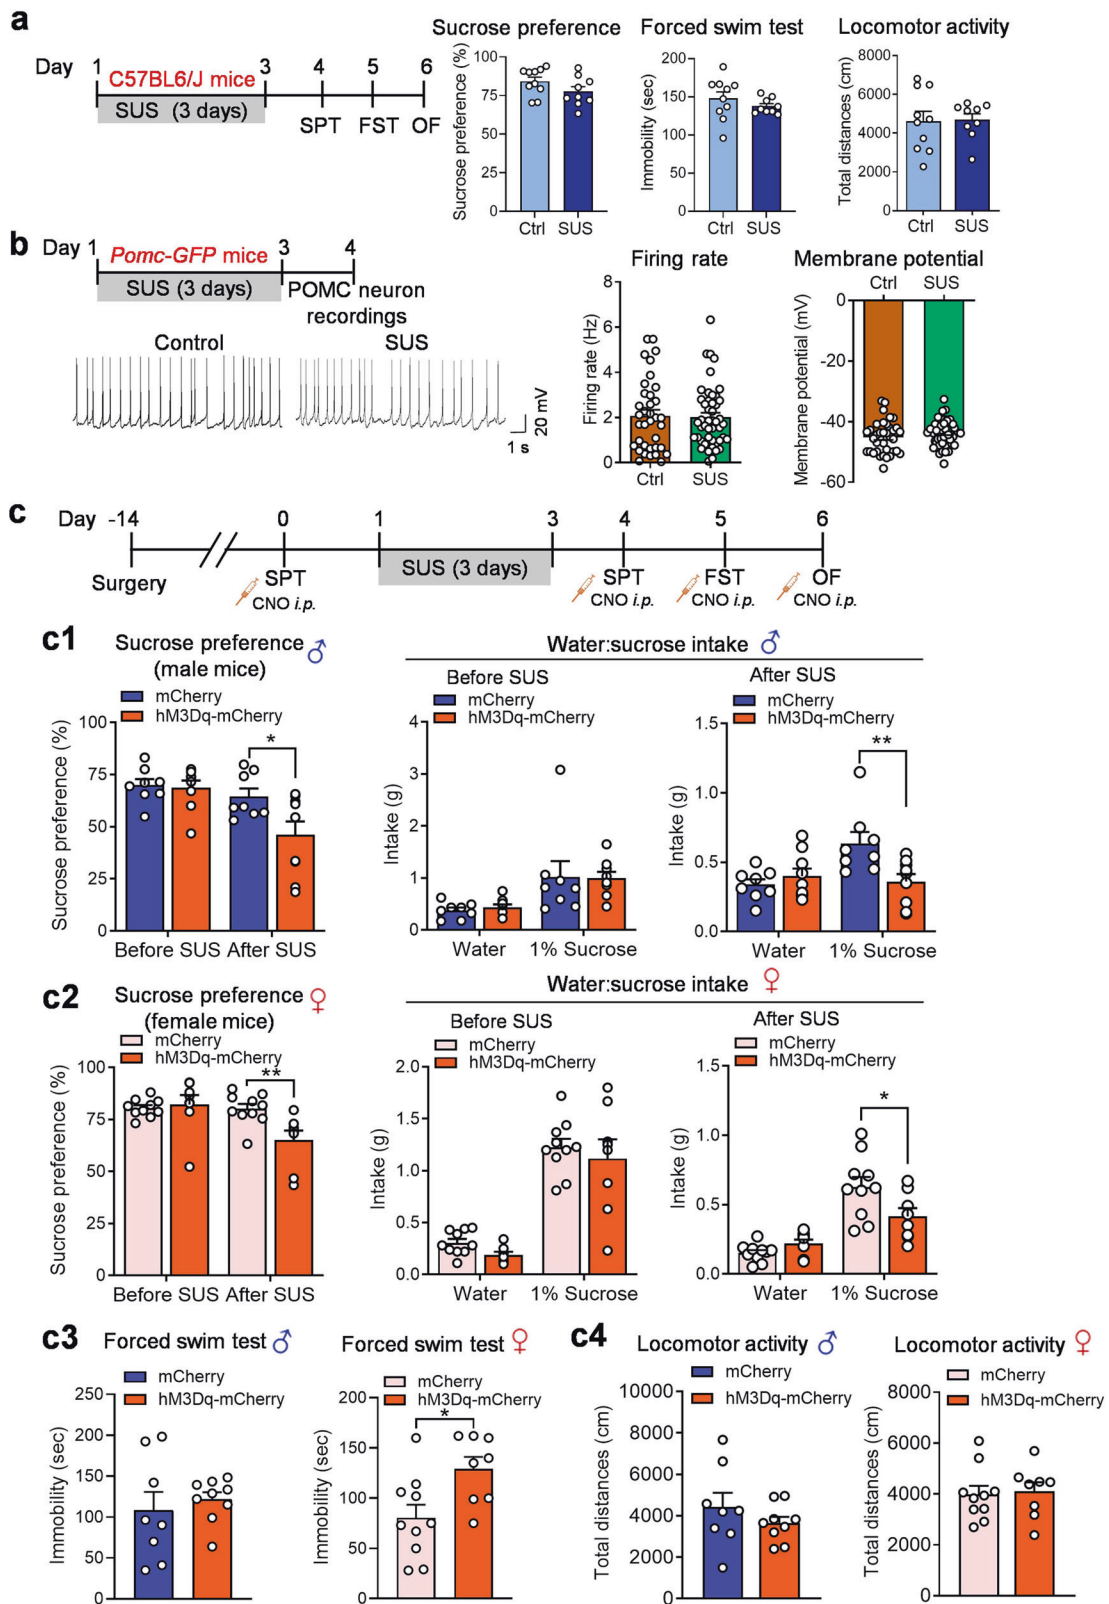 a
Day 1 3 4 5 6
C57BL6/J mice
SUS (3 days)
SPT FST OF
Sucrose preference
Sucrose preference (%)
100
75
50
25
0
Ctrl SUS
Forced swim test
Immobility (sec)
200
150
100
50
0
Ctrl SUS
Locomotor activity
Total distances (cm)
8000
6000
4000
2000
0
Ctrl SUS
b
Day 1 3 4
Pomc-GFP mice
SUS (3 days)
POMC neuron
recordings
Control SUS
20 mV
1 s
Firing rate
Firing rate (Hz)
8
6
4
2
0
Ctrl SUS
Membrane potential
Ctrl SUS
Membrane potential (mV)
0
-20
-40
-60
c
Day -14 0 1 3 4 5 6
SUS (3 days)
Surgery SPT SPT FST OF
CNO i.p. CNO i.p. CNO i.p. CNO i.p.
c1
Sucrose preference ♂
(male mice)
mCherry
hM3Dq-mCherry
Sucrose preference (%)
100
75
50
25
0
*
Before SUS After SUS
Water:sucrose intake ♂
Before SUS
mCherry
hM3Dq-mCherry
Intake (g)
4
3
2
1
0
Water 1% Sucrose
After SUS
mCherry
hM3Dq-mCherry
Intake (g)
1.5
1.0
0.5
0.0
**
Water 1% Sucrose
c2
Sucrose preference ♀
(female mice)
mCherry
hM3Dq-mCherry
Sucrose preference (%)
100
75
50
25
0
**
Before SUS After SUS
Water:sucrose intake ♀
Before SUS
mCherry
hM3Dq-mCherry
Intake (g)
2.0
1.5
1.0
0.5
0.0
Water 1% Sucrose
After SUS
mCherry
hM3Dq-mCherry
Intake (g)
1.5
1.0
0.5
0.0
*
Water 1% Sucrose
c3
Forced swim test ♂
mCherry
hM3Dq-mCherry
Immobility (sec)
250
200
150
100
50
0
Forced swim test ♀
mCherry
hM3Dq-mCherry
Immobility (sec)
200
150
100
50
0
*
c4
Locomotor activity ♂
mCherry
hM3Dq-mCherry
Total distances (cm)
10000
8000
6000
4000
2000
0
Locomotor activity ♀
mCherry
hM3Dq-mCherry
Total distances (cm)
8000
6000
4000
2000
0